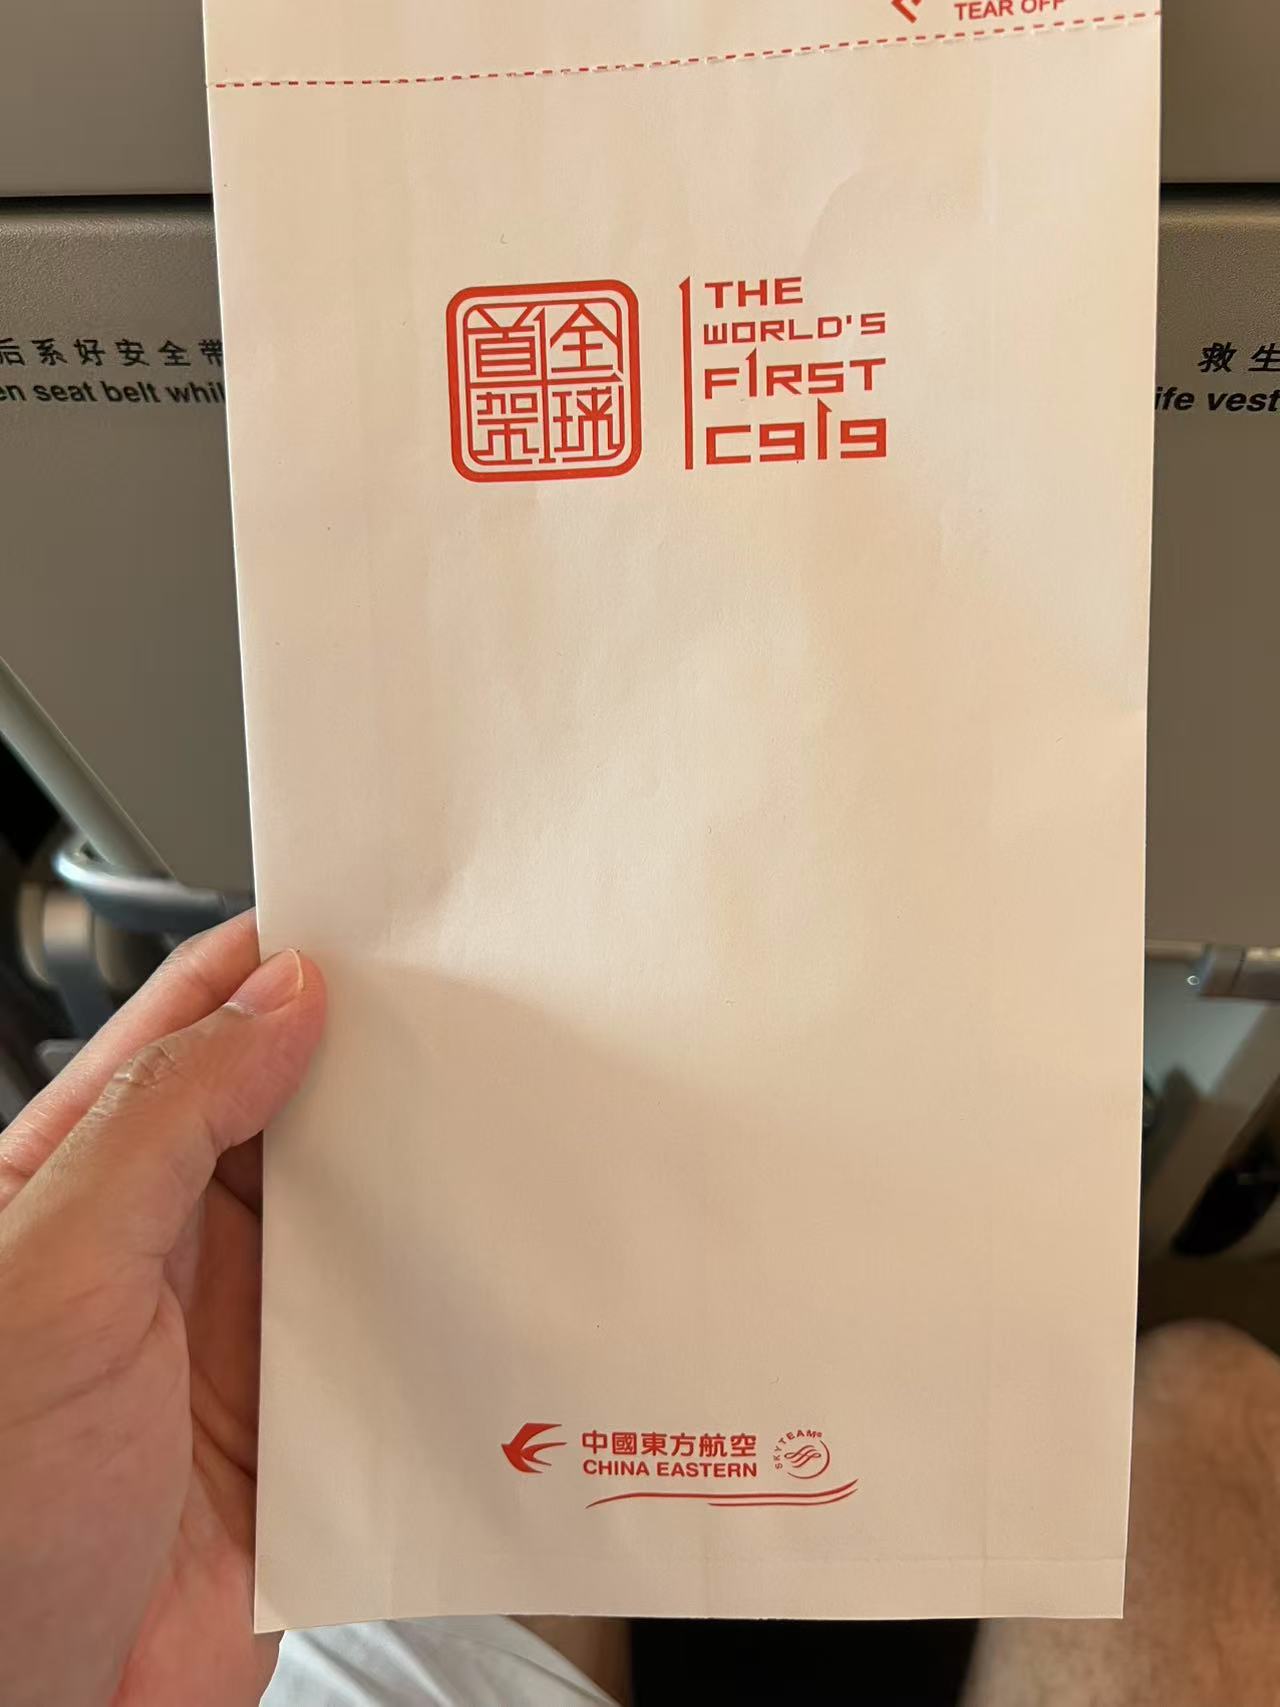 TEAR OFF
全球
首架
THE
WORLD'S
FIRST
C919
后系好安全带
en seat belt whil
救生
ife vest
中國東方航空
CHINA EASTERN
SKYTEAM